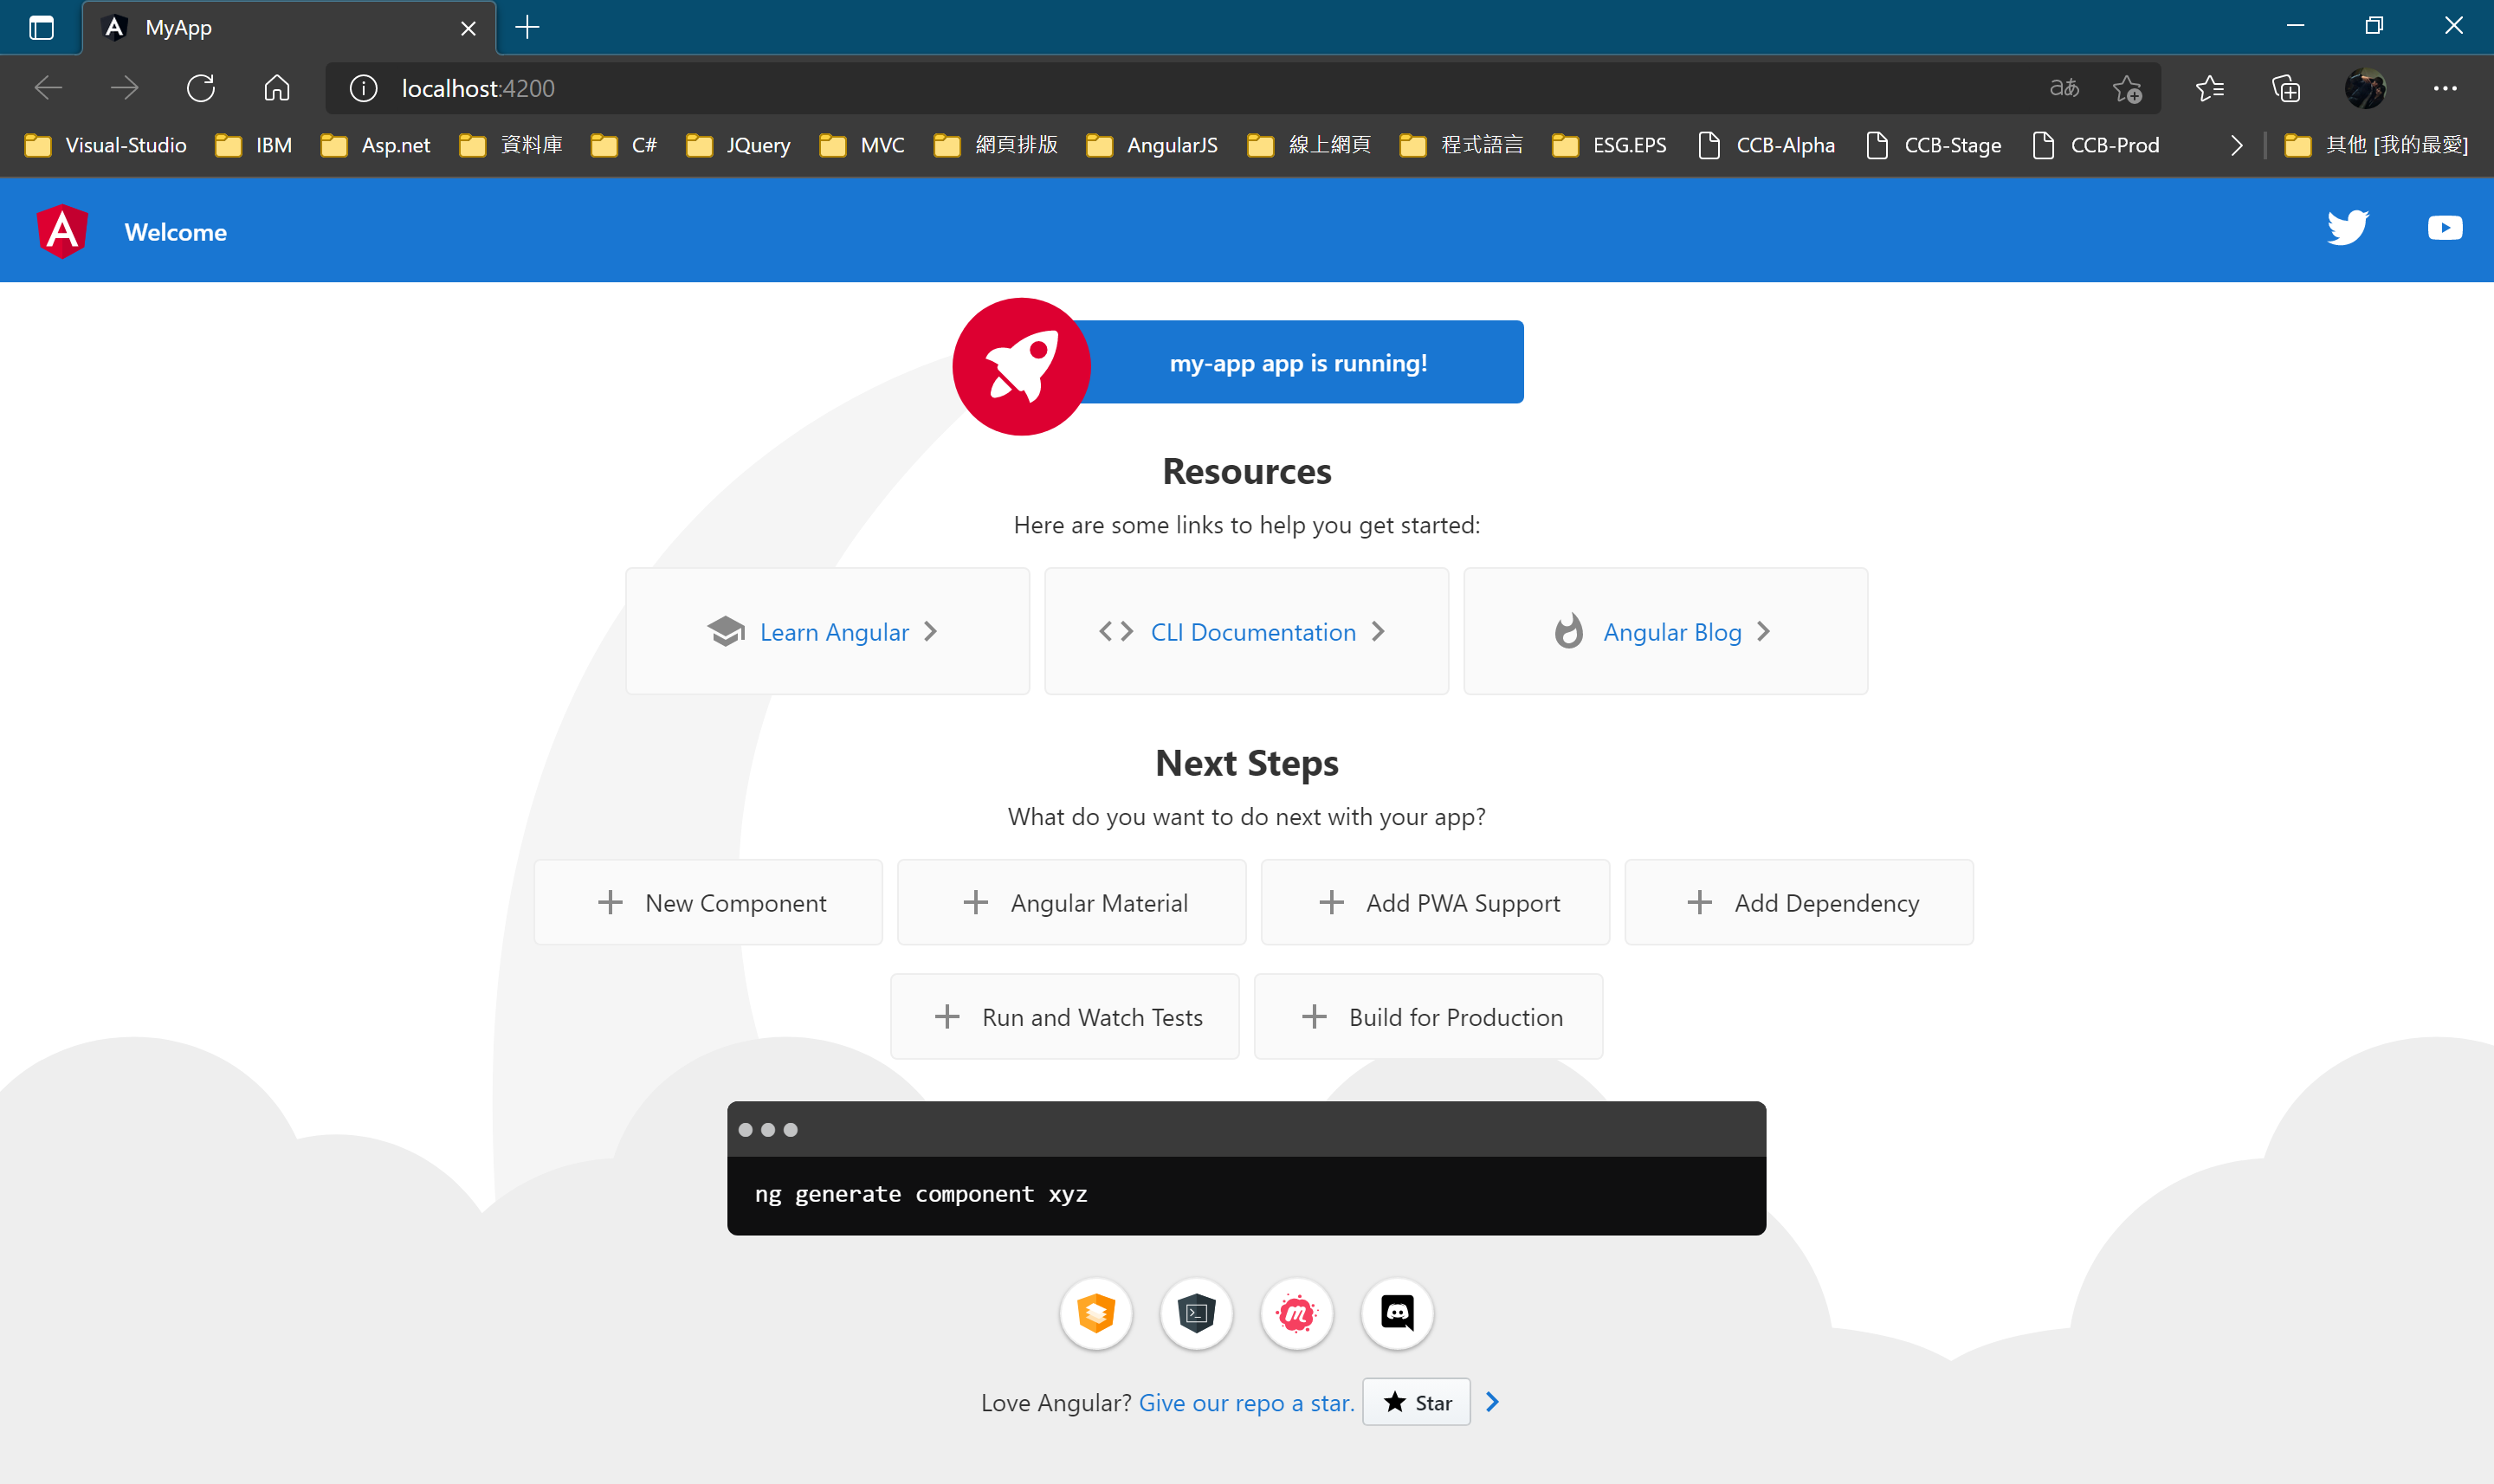 MyApp
localhost:4200
aあ
Visual-Studio IBM Asp.net 資料庫 C# JQuery MVC 網頁排版 AngularJS 線上網頁 程式語言 ESG.EPS CCB-Alpha CCB-Stage CCB-Prod 其他 [我的最愛]
Welcome
my-app app is running!
Resources
Here are some links to help you get started:
Learn Angular CLI Documentation Angular Blog
Next Steps
What do you want to do next with your app?
New Component Angular Material Add PWA Support Add Dependency
Run and Watch Tests Build for Production
ng generate component xyz
Love Angular? Give our repo a star. Star